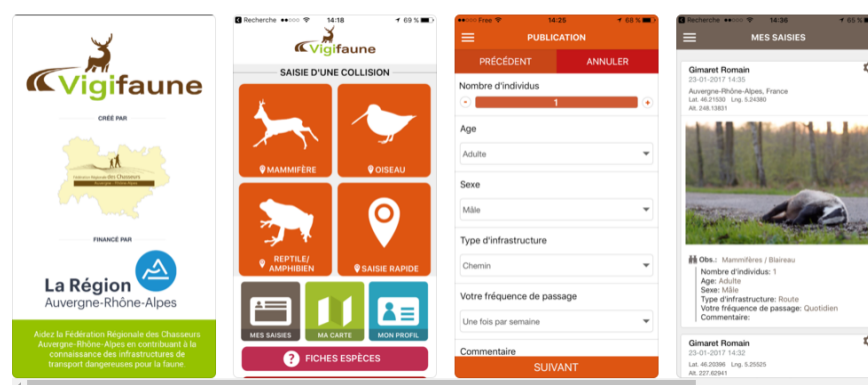 Vigifaune
CRÉÉ PAR
Fédération Régionale des Chasseurs
Auvergne - Rhône-Alpes
FINANCÉ PAR
La Région
Auvergne-Rhône-Alpes
Aidez la Fédération Régionale des Chasseurs
Auvergne-Rhône-Alpes en contribuant à la
connaissance des infrastructures de
transport dangereuses pour la faune.
Recherche 14:18 69 %
Vigifaune
SAISIE D'UNE COLLISION
MAMMIFÈRE
OISEAU
REPTILE/
AMPHIBIEN
SAISIE RAPIDE
MES SAISIES
MA CARTE
MON PROFIL
? FICHES ESPÈCES
Free 14:25 68 %
PUBLICATION
PRÉCÉDENT
ANNULER
Nombre d'individus
- 1 +
Age
Adulte
Sexe
Mâle
Type d'infrastructure
Chemin
Votre fréquence de passage
Une fois par semaine
Commentaire
SUIVANT
Recherche 14:36 65 %
MES SAISIES
Gimaret Romain
23-01-2017 14:35
Auvergne-Rhône-Alpes, France
Lat. 46.21530 Lng. 5.24380
Alt. 248.13821
Obs.: Mammifères / Blaireau
Nombre d'individus: 1
Age: Adulte
Sexe: Mâle
Type d'infrastructure: Route
Votre fréquence de passage: Quotidien
Commentaire:
Gimaret Romain
23-01-2017 14:32
Lat. 46.20396 Lng. 5.25525
Alt. 227.62941